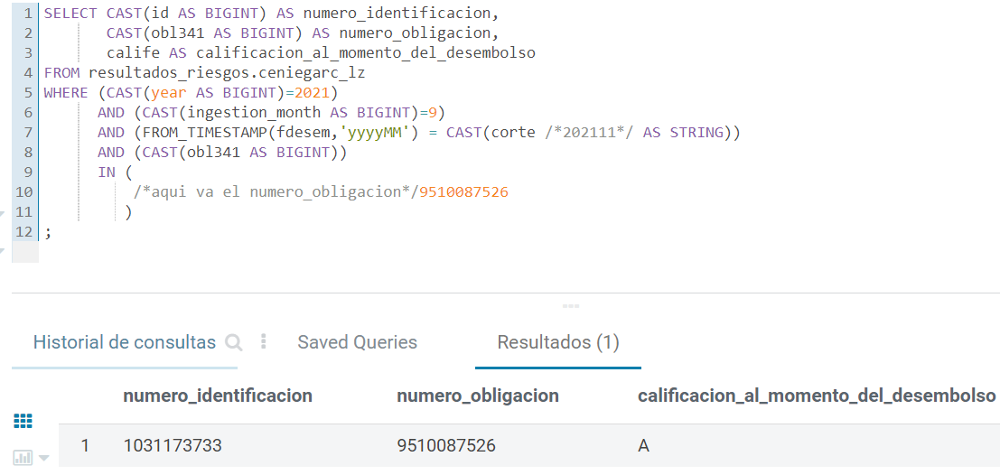 1 SELECT CAST(id AS BIGINT) AS numero_identificacion,
2 CAST(obl341 AS BIGINT) AS numero_obligacion,
3 calife AS calificacion_al_momento_del_desembolso
4 FROM resultados_riesgos.ceniegarc_lz
5 WHERE (CAST(year AS BIGINT)=2021)
6 AND (CAST(ingestion_month AS BIGINT)=9)
7 AND (FROM_TIMESTAMP(fdesem,'yyyyMM') = CAST(corte /*202111*/ AS STRING))
8 AND (CAST(obl341 AS BIGINT))
9 IN (
10 /*aqui va el numero_obligacion*/9510087526
11 )
12 ;
Historial de consultas Saved Queries Resultados (1)
numero_identificacion numero_obligacion calificacion_al_momento_del_desembolso
1 1031173733 9510087526 A